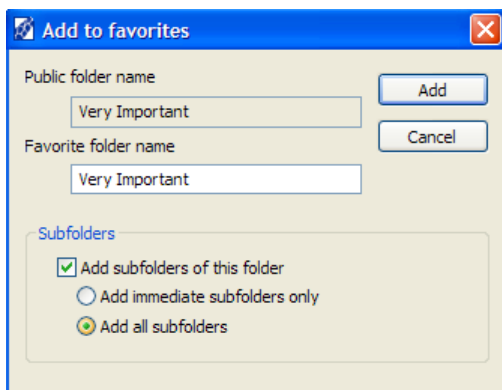 Add to favorites
Public folder name
Add
Very Important
Cancel
Favorite folder name
Very Important
Subfolders
Add subfolders of this folder
Add immediate subfolders only
Add all subfolders